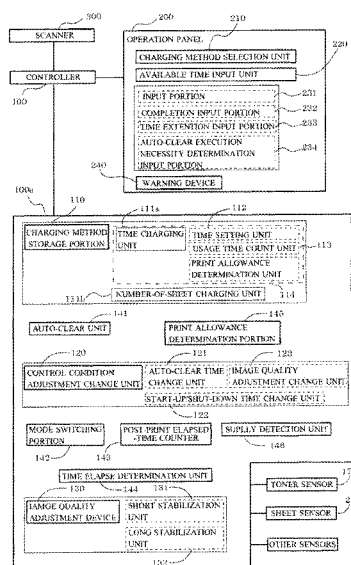 300
SCANNER
CONTROLLER
100
200
OPERATION PANEL
210
CHARGING METHOD SELECTION UNIT
220
AVAILABLE TIME INPUT UNIT
INPUT PORTION
231
COMPLETION INPUT PORTION
232
TIME EXTENTION INPUT PORTION
233
AUTO-CLEAR EXECUTION
NECESSITY DETERMINATION
INPUT PORTION
234
240
WARNING DEVICE
100a
110
CHARGING METHOD
STORAGE PORTION
111a
TIME CHARGING
UNIT
112
TIME SETTING UNIT
USAGE TIME COUNT UNIT
113
PRINT ALLOWANCE
DETERMINATION UNIT
114
111b
NUMBER-OF-SHEET CHARGING UNIT
141
AUTO-CLEAR UNIT
145
PRINT ALLOWANCE
DETERMINATION PORTION
120
CONTROL CONDITION
ADJUSTMENT CHANGE UNIT
121
AUTO-CLEAR TIME
CHANGE UNIT
123
IMAGE QUALITY
ADJUSTMENT CHANGE UNIT
START-UP/SHUT-DOWN TIME CHANGE UNIT
122
MODE SWITCHING
PORTION
142
POST-PRINT ELAPSED
-TIME COUNTER
143
SUPLLY DETECTION UNIT
146
TIME ELAPSE DETERMINATION UNIT
144
130
IAMGE QUALITY
ADJUSTMENT DEVICE
131
SHORT STABILIZATION
UNIT
LONG STABILIZATION
UNIT
132
TONER SENSOR
SHEET SENSOR
OTHER SENSORS